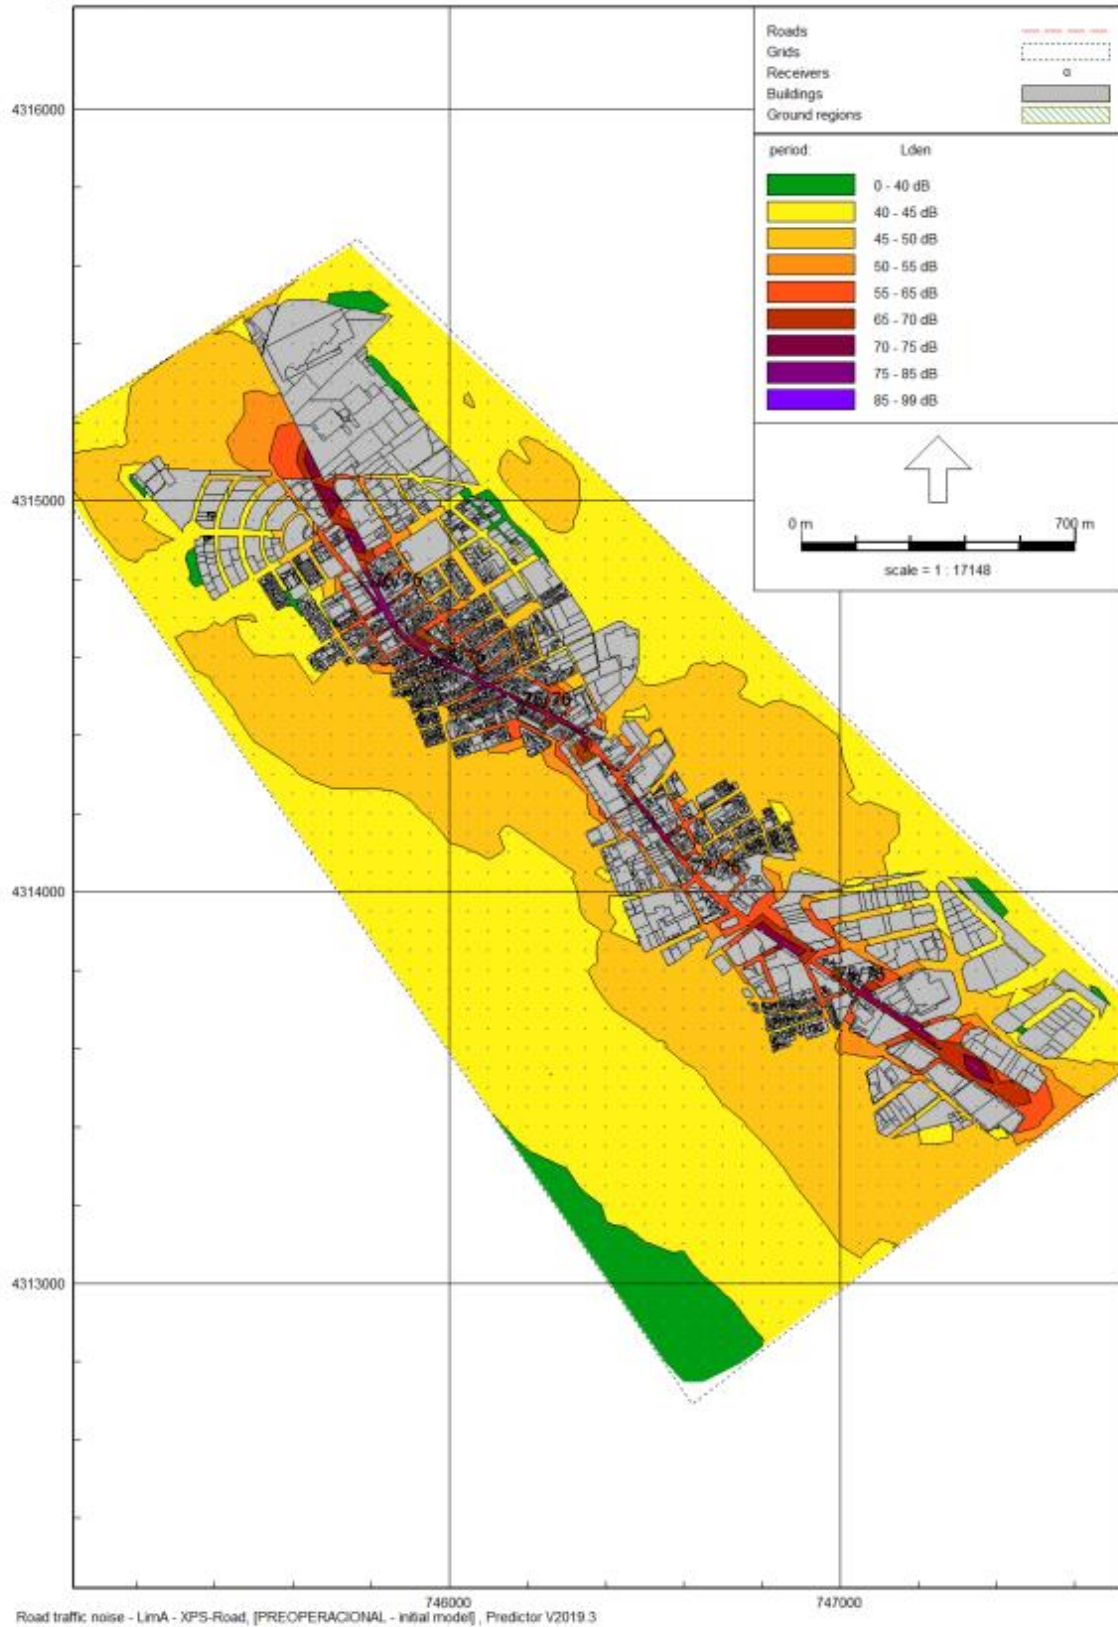 Roads
Grids
Receivers
Buildings
Ground regions
period: Lden
0 - 40 dB
40 - 45 dB
45 - 50 dB
50 - 55 dB
55 - 65 dB
65 - 70 dB
70 - 75 dB
75 - 85 dB
85 - 99 dB
0 m 700 m
scale = 1 : 17148
4316000
4315000
4314000
4313000
746000 747000
Road traffic noise - LimA - XPS-Road, [PREOPERACIONAL - initial model] , Predictor V2019.3